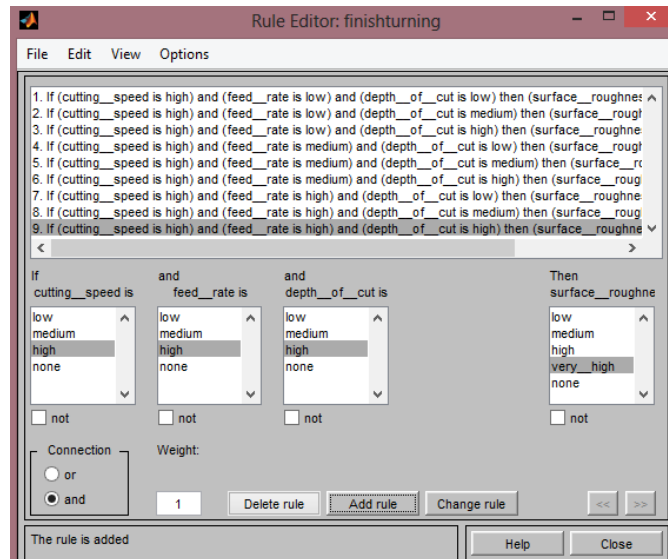 Rule Editor: finishturning
File Edit View Options
1. If (cutting__speed is high) and (feed__rate is low) and (depth__of__cut is low) then (surface__roughnes
2. If (cutting__speed is high) and (feed__rate is low) and (depth__of__cut is medium) then (surface__rough
3. If (cutting__speed is high) and (feed__rate is low) and (depth__of__cut is high) then (surface__roughne
4. If (cutting__speed is high) and (feed__rate is medium) and (depth__of__cut is low) then (surface__rough
5. If (cutting__speed is high) and (feed__rate is medium) and (depth__of__cut is medium) then (surface__ro
6. If (cutting__speed is high) and (feed__rate is medium) and (depth__of__cut is high) then (surface__roug
7. If (cutting__speed is high) and (feed__rate is high) and (depth__of__cut is low) then (surface__roughne
8. If (cutting__speed is high) and (feed__rate is high) and (depth__of__cut is medium) then (surface__roug
9. If (cutting__speed is high) and (feed__rate is high) and (depth__of__cut is high) then (surface__roughne
If and and Then
cutting__speed is feed__rate is depth__of__cut is surface__roughne
low low low low
medium medium medium medium
high high high high
none none none very__high
none
not not not not
Connection Weight:
or
and 1 Delete rule Add rule Change rule << >>
The rule is added Help Close